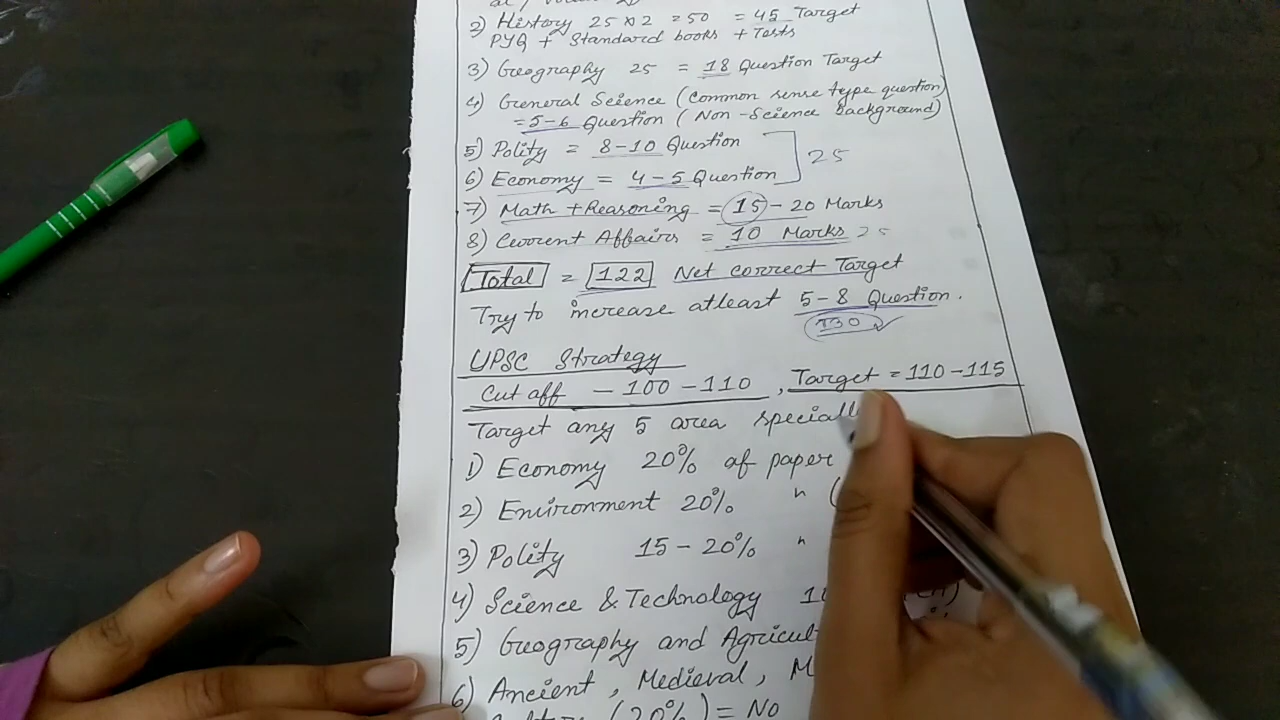 2) History 25 x 2 = 50 = 45 Target
PYQ + Standard books + Tests
3) Geography 25 = 18 Question Target
4) General Science (Common sense type question)
= 5-6 Question (Non-Science background)
5) Polity = 8-10 Question
6) Economy = 4-5 Question
25
7) Math + Reasoning = 15-20 Marks
8) Current Affairs = 10 Marks 25
Total = 122 Net correct Target
Try to increase atleast 5-8 Question.
130
UPSC Strategy
Cut off - 100-110, Target = 110-115
Target any 5 area
1) Economy 20% of paper
2) Environment 20% "
3) Polity 15-20% "
4) Science & Technology
5) Geography and
6) Ancient, Medieval,
(20%) = No